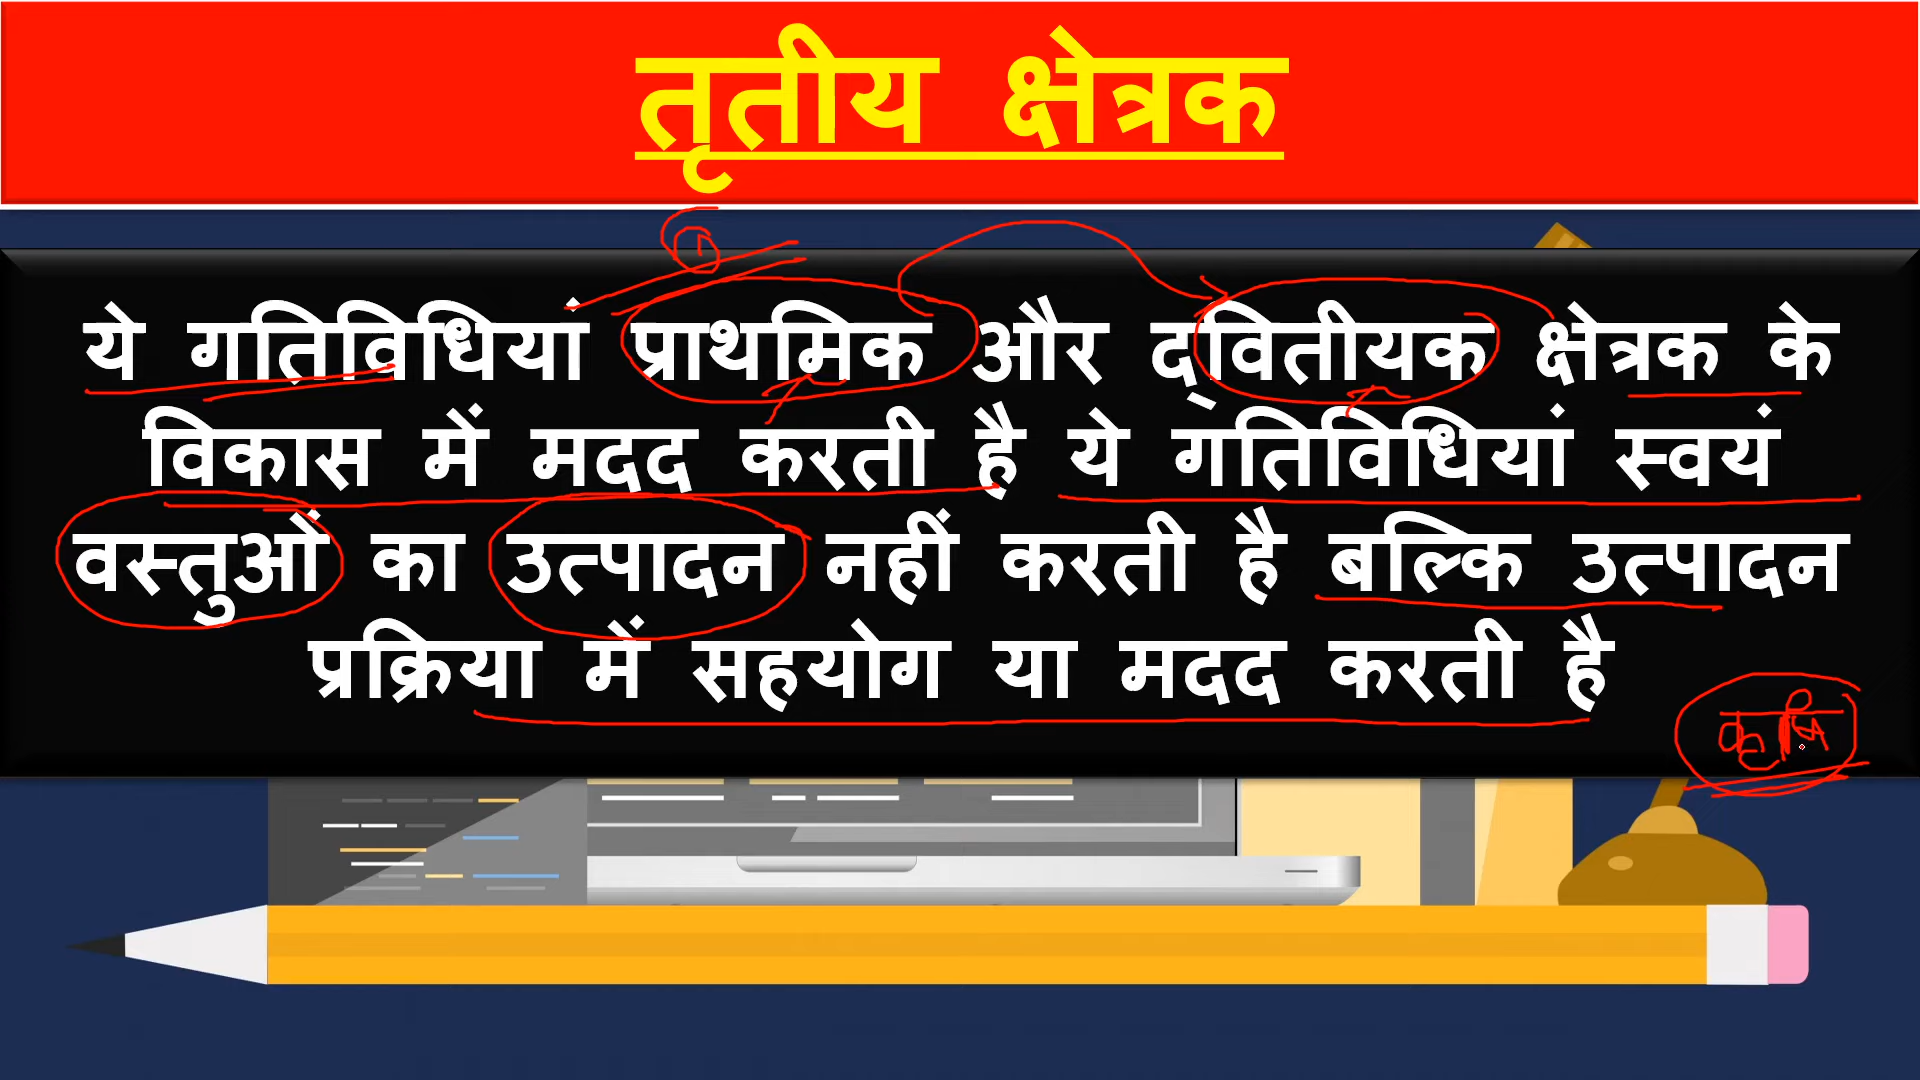 तृतीय क्षेत्रक
①
ये गतिविधियां प्राथमिक और द्वितीयक क्षेत्रक के
विकास में मदद करती है ये गतिविधियां स्वयं
वस्तुओं का उत्पादन नहीं करती है बल्कि उत्पादन
प्रक्रिया में सहयोग या मदद करती है